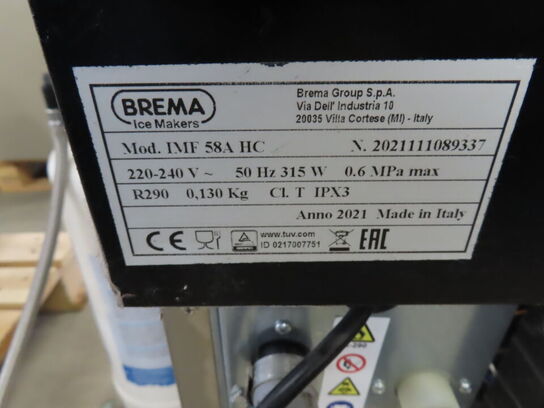 BREMA
Ice Makers
Brema Group S.p.A.
Via Dell' Industria 10
20035 Villa Cortese (MI) - Italy
Mod. IMF 58A HC N. 2021111089337
220-240 V ~ 50 Hz 315 W 0.6 MPa max
R290 0,130 Kg Cl. T IPX3
Anno 2021 Made in Italy
CE
www.tuv.com
ID 0217007751
EAC